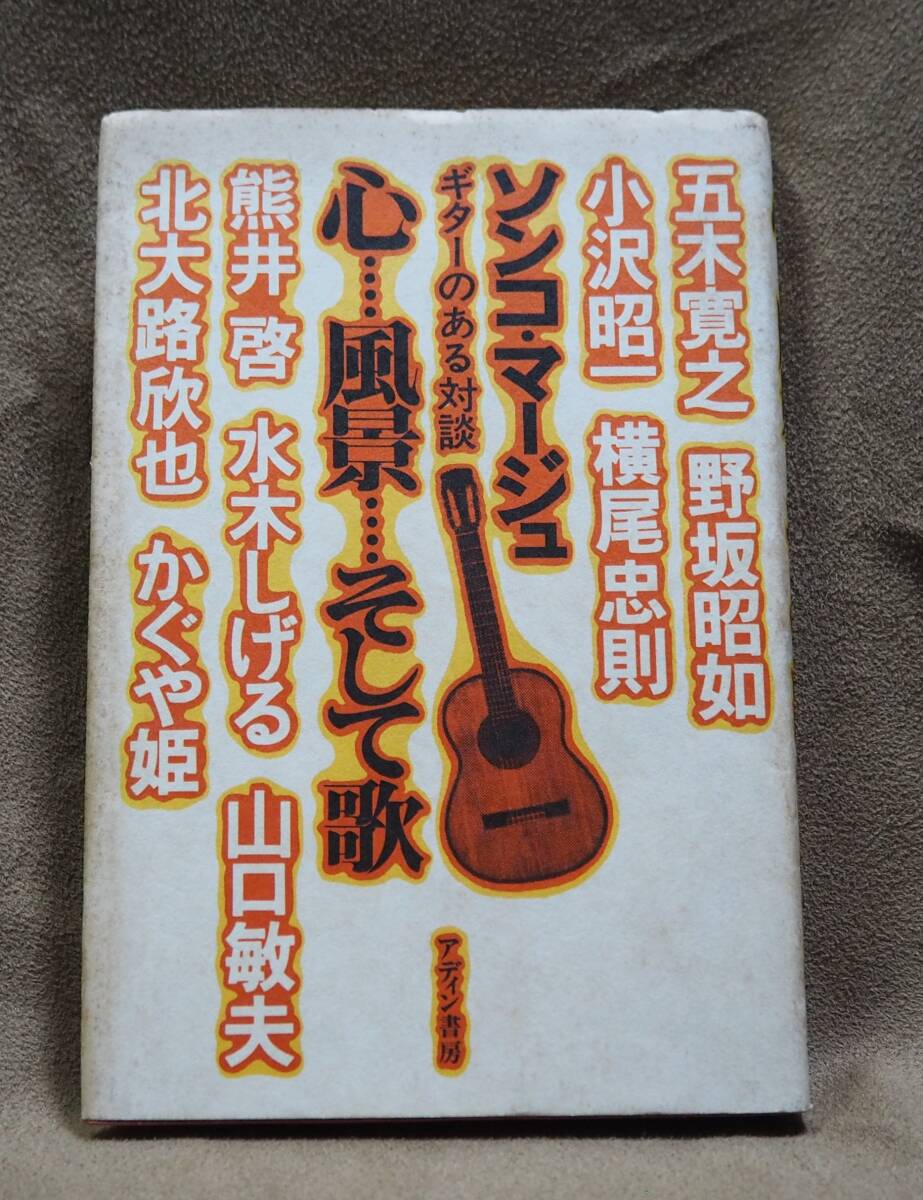 五木寛之 野坂昭如
小沢昭一 横尾忠則
ソンコ・マージュ
ギターのある対談
心……風景……そして歌
熊井啓 水木しげる 山口敏夫
北大路欣也 かぐや姫
アディン書房